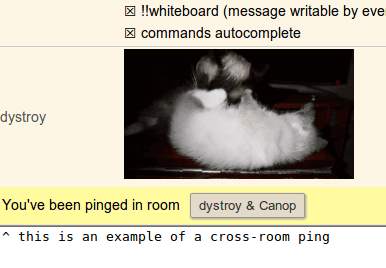 ☒ !!whiteboard (message writable by eve
☒ commands autocomplete
dystroy
You've been pinged in room dystroy & Canop
^ this is an example of a cross-room ping